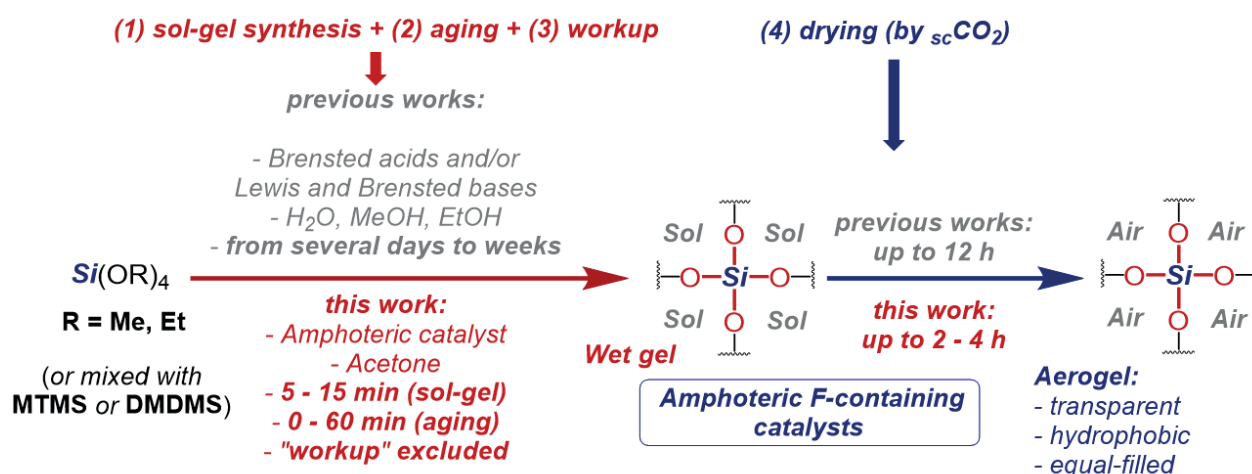 (1) sol-gel synthesis + (2) aging + (3) workup
previous works:
- Brensted acids and/or
Lewis and Brensted bases
- H₂O, MeOH, EtOH
- from several days to weeks
Si(OR)₄
R = Me, Et
(or mixed with
MTMS or DMDMS)
this work:
- Amphoteric catalyst
- Acetone
- 5 - 15 min (sol-gel)
- 0 - 60 min (aging)
- "workup" excluded
Sol O Sol
O Si O
Sol O Sol
Wet gel
(4) drying (by scCO₂)
previous works:
up to 12 h
this work:
up to 2 - 4 h
Amphoteric F-containing
catalysts
Air O Air
O Si O
Air O Air
Aerogel:
- transparent
- hydrophobic
- equal-filled